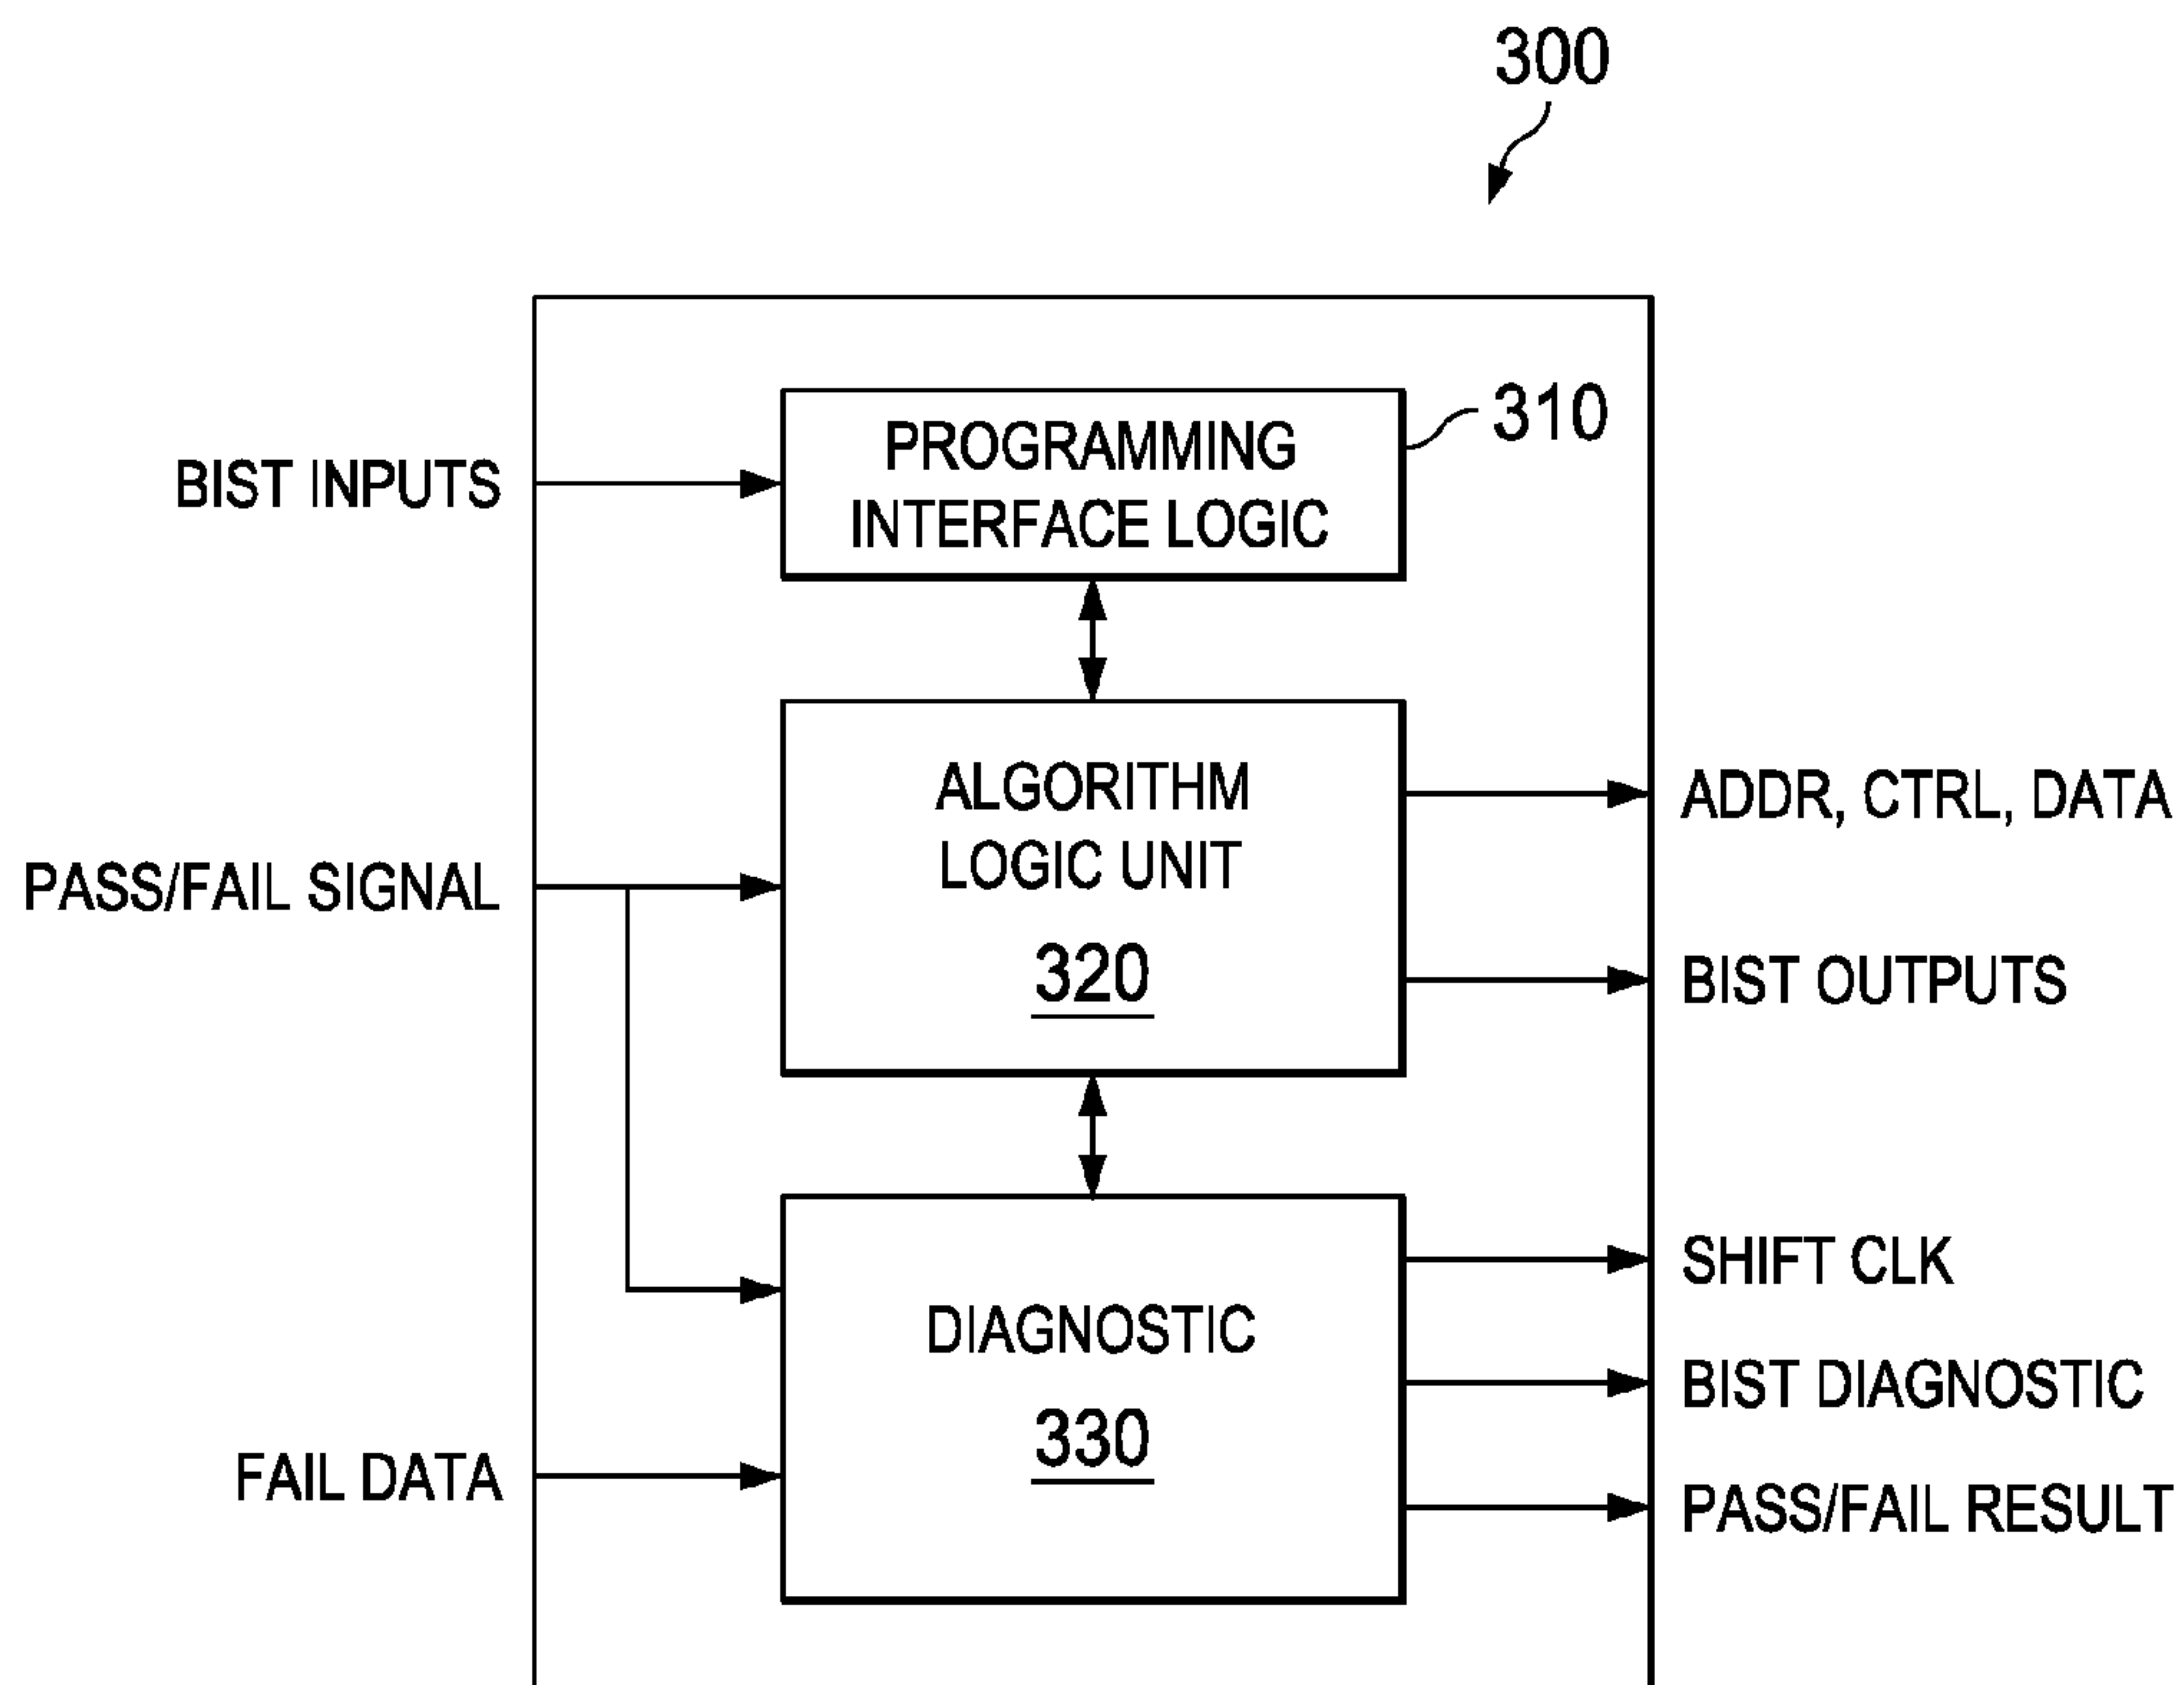 300
310
PROGRAMMING
INTERFACE LOGIC
BIST INPUTS
ALGORITHM
LOGIC UNIT
320
ADDR, CTRL, DATA
PASS/FAIL SIGNAL
BIST OUTPUTS
SHIFT CLK
DIAGNOSTIC
330
BIST DIAGNOSTIC
FAIL DATA
PASS/FAIL RESULT